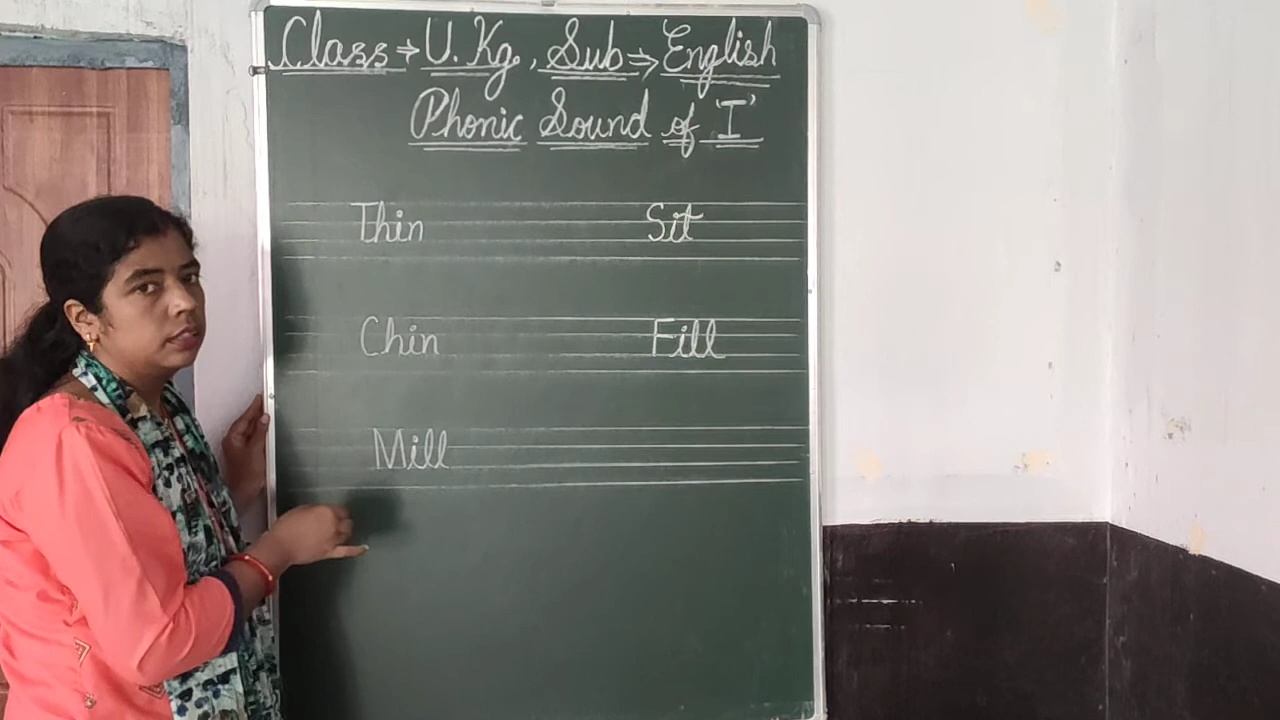 Class → U.Kg, Sub ⇒ English
Phonic Sound of 'I'
Thin Sit
Chin Fill
Mill